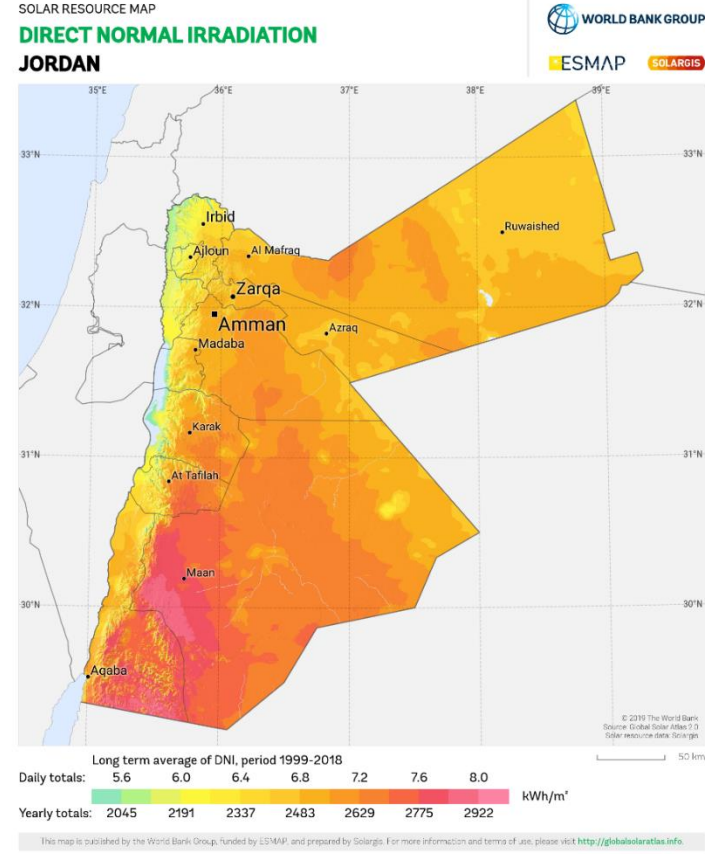 SOLAR RESOURCE MAP
DIRECT NORMAL IRRADIATION
JORDAN
WORLD BANK GROUP
ESMAP
SOLARGIS
35°E 36°E 37°E 38°E 39°E
33°N 33°N
Irbid
Ruwaished
Ajloun Al Mafraq
Zarqa
32°N 32°N
Amman Azraq
Madaba
Karak
31°N 31°N
At Tafilah
Maan
30°N 30°N
Aqaba
© 2019 The World Bank
Source: Global Solar Atlas 2.0
Solar resource data: Solargis
50 km
Long term average of DNI, period 1999-2018
Daily totals: 5.6 6.0 6.4 6.8 7.2 7.6 8.0
kWh/m²
Yearly totals: 2045 2191 2337 2483 2629 2775 2922
This map is published by the World Bank Group, funded by ESMAP, and prepared by Solargis. For more information and terms of use, please visit http://globalsolaratlas.info.